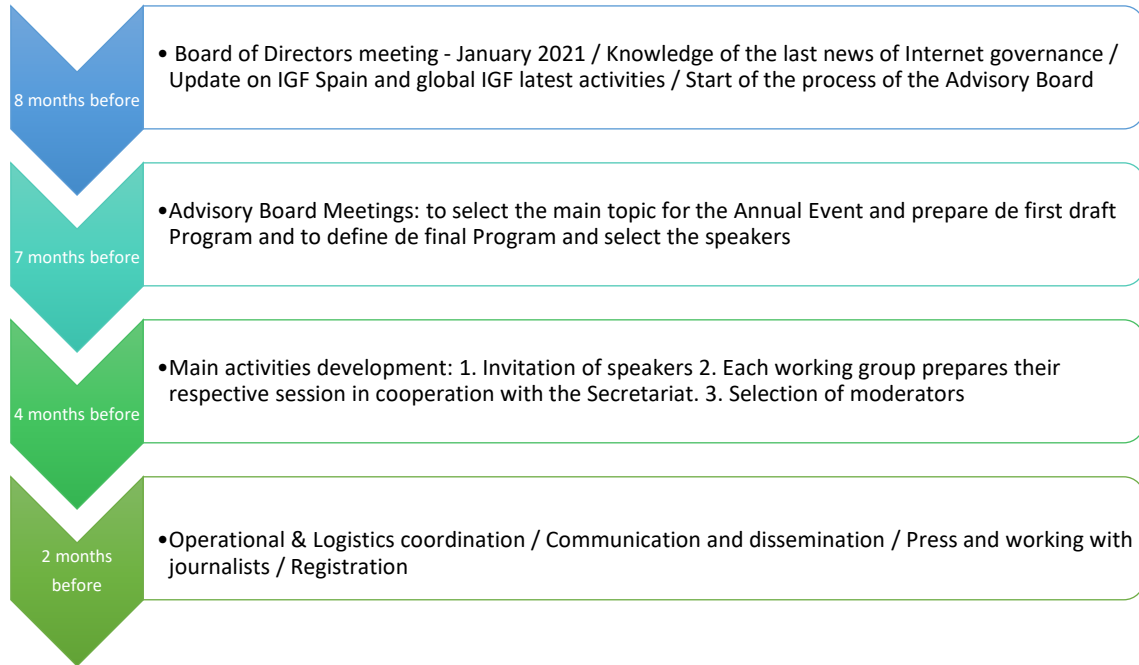 8 months before
• Board of Directors meeting - January 2021 / Knowledge of the last news of Internet governance /
Update on IGF Spain and global IGF latest activities / Start of the process of the Advisory Board
7 months before
•Advisory Board Meetings: to select the main topic for the Annual Event and prepare de first draft
Program and to define de final Program and select the speakers
4 months before
•Main activities development: 1. Invitation of speakers 2. Each working group prepares their
respective session in cooperation with the Secretariat. 3. Selection of moderators
2 months
before
•Operational & Logistics coordination / Communication and dissemination / Press and working with
journalists / Registration